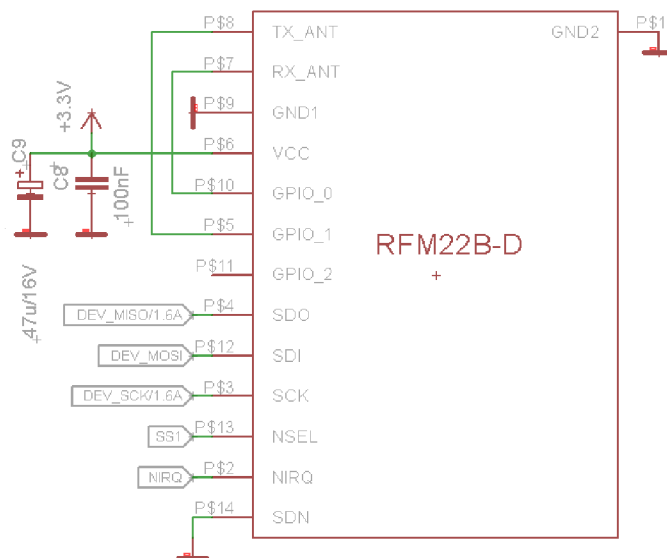 P$8 TX_ANT GND2 P$1
P$7 RX_ANT
P$9 GND1
+3.3V
P$6 VCC
C9
C8
100nF
47u/16V
P$10 GPIO_0
P$5 GPIO_1
RFM22B-D
P$11 GPIO_2
DEV_MISO/1.6A P$4 SDO
DEV_MOSI P$12 SDI
DEV_SCK/1.6A P$3 SCK
SS1 P$13 NSEL
NIRQ P$2 NIRQ
P$14 SDN